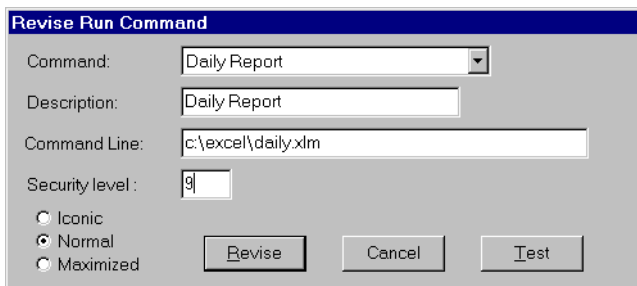 Revise Run Command
Command: Daily Report
Description: Daily Report
Command Line: c:\excel\daily.xlm
Security level : 9
Iconic
Normal
Maximized
Revise Cancel Test